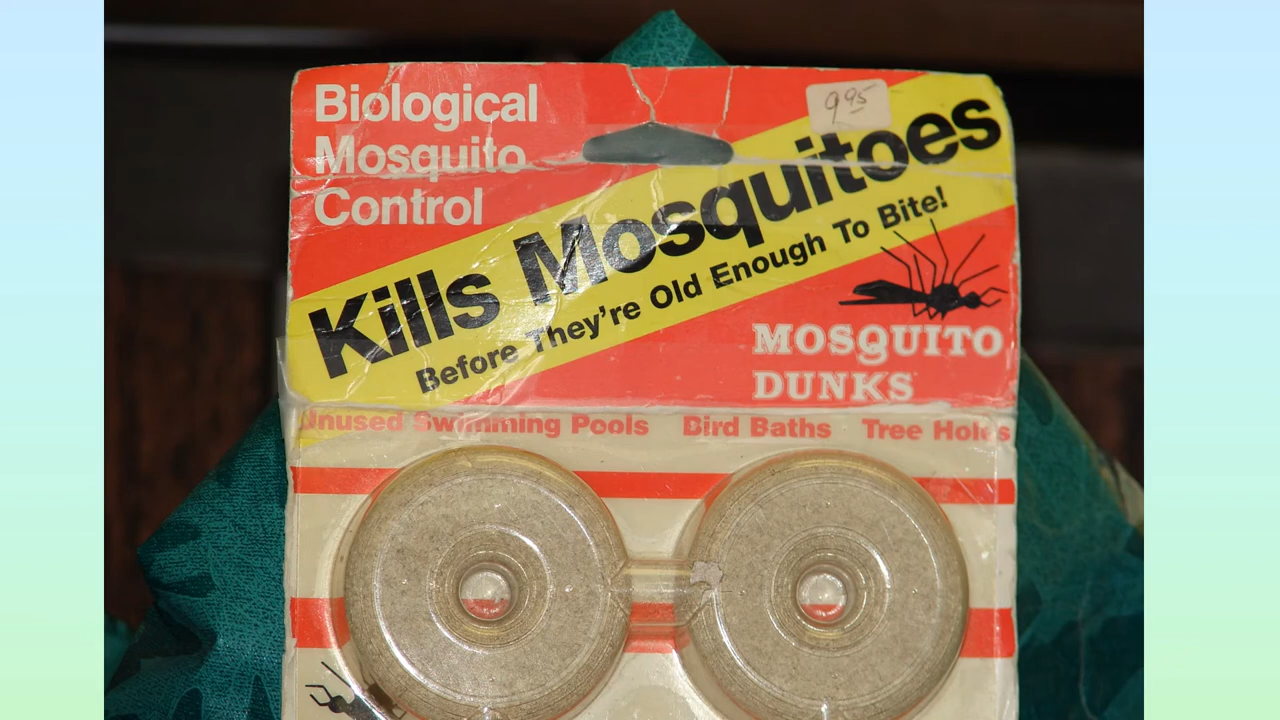 Biological
Mosquito
Control
9 95
Kills Mosquitoes
Before They're Old Enough To Bite!
MOSQUITO
DUNKS
Unused Swimming Pools Bird Baths Tree Holes